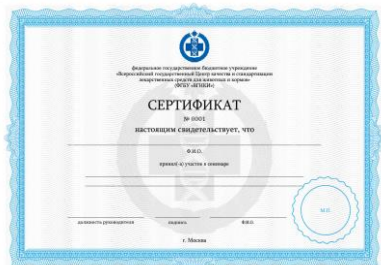 федеральное государственное бюджетное учреждение
«Всероссийский государственный Центр качества и стандартизации
лекарственных средств для животных и кормов»
(ФГБУ «ВГНКИ»)
СЕРТИФИКАТ
№ 0001
настоящим свидетельствует, что
Ф.И.О.
принял(-а) участие в семинаре
должность руководителя подпись Ф.И.О.
М.П.
г. Москва